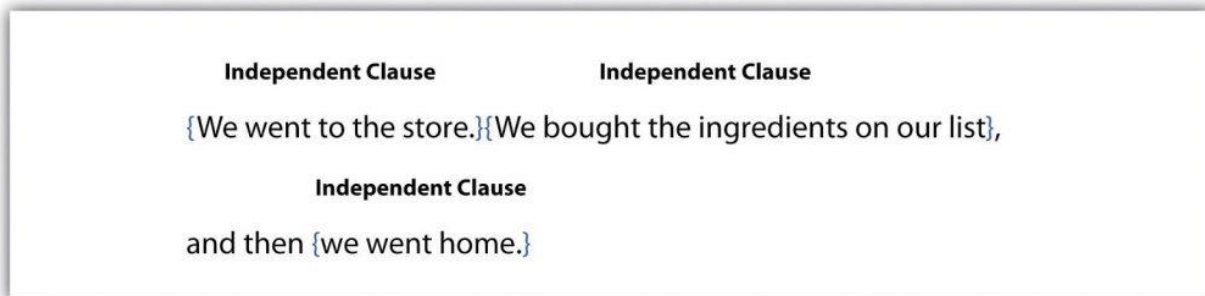 Independent Clause Independent Clause
{We went to the store.}{We bought the ingredients on our list},
Independent Clause
and then {we went home.}